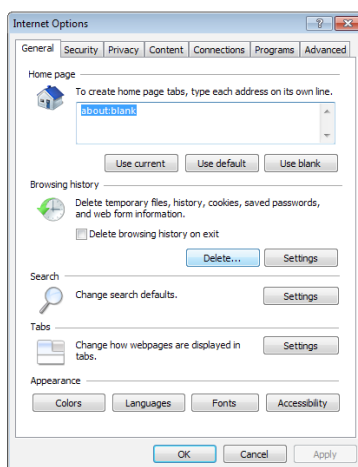 Internet Options
General Security Privacy Content Connections Programs Advanced
Home page
To create home page tabs, type each address on its own line.
about:blank
Use current Use default Use blank
Browsing history
Delete temporary files, history, cookies, saved passwords,
and web form information.
Delete browsing history on exit
Delete... Settings
Search
Change search defaults. Settings
Tabs
Change how webpages are displayed in
tabs.
Settings
Appearance
Colors Languages Fonts Accessibility
OK Cancel Apply